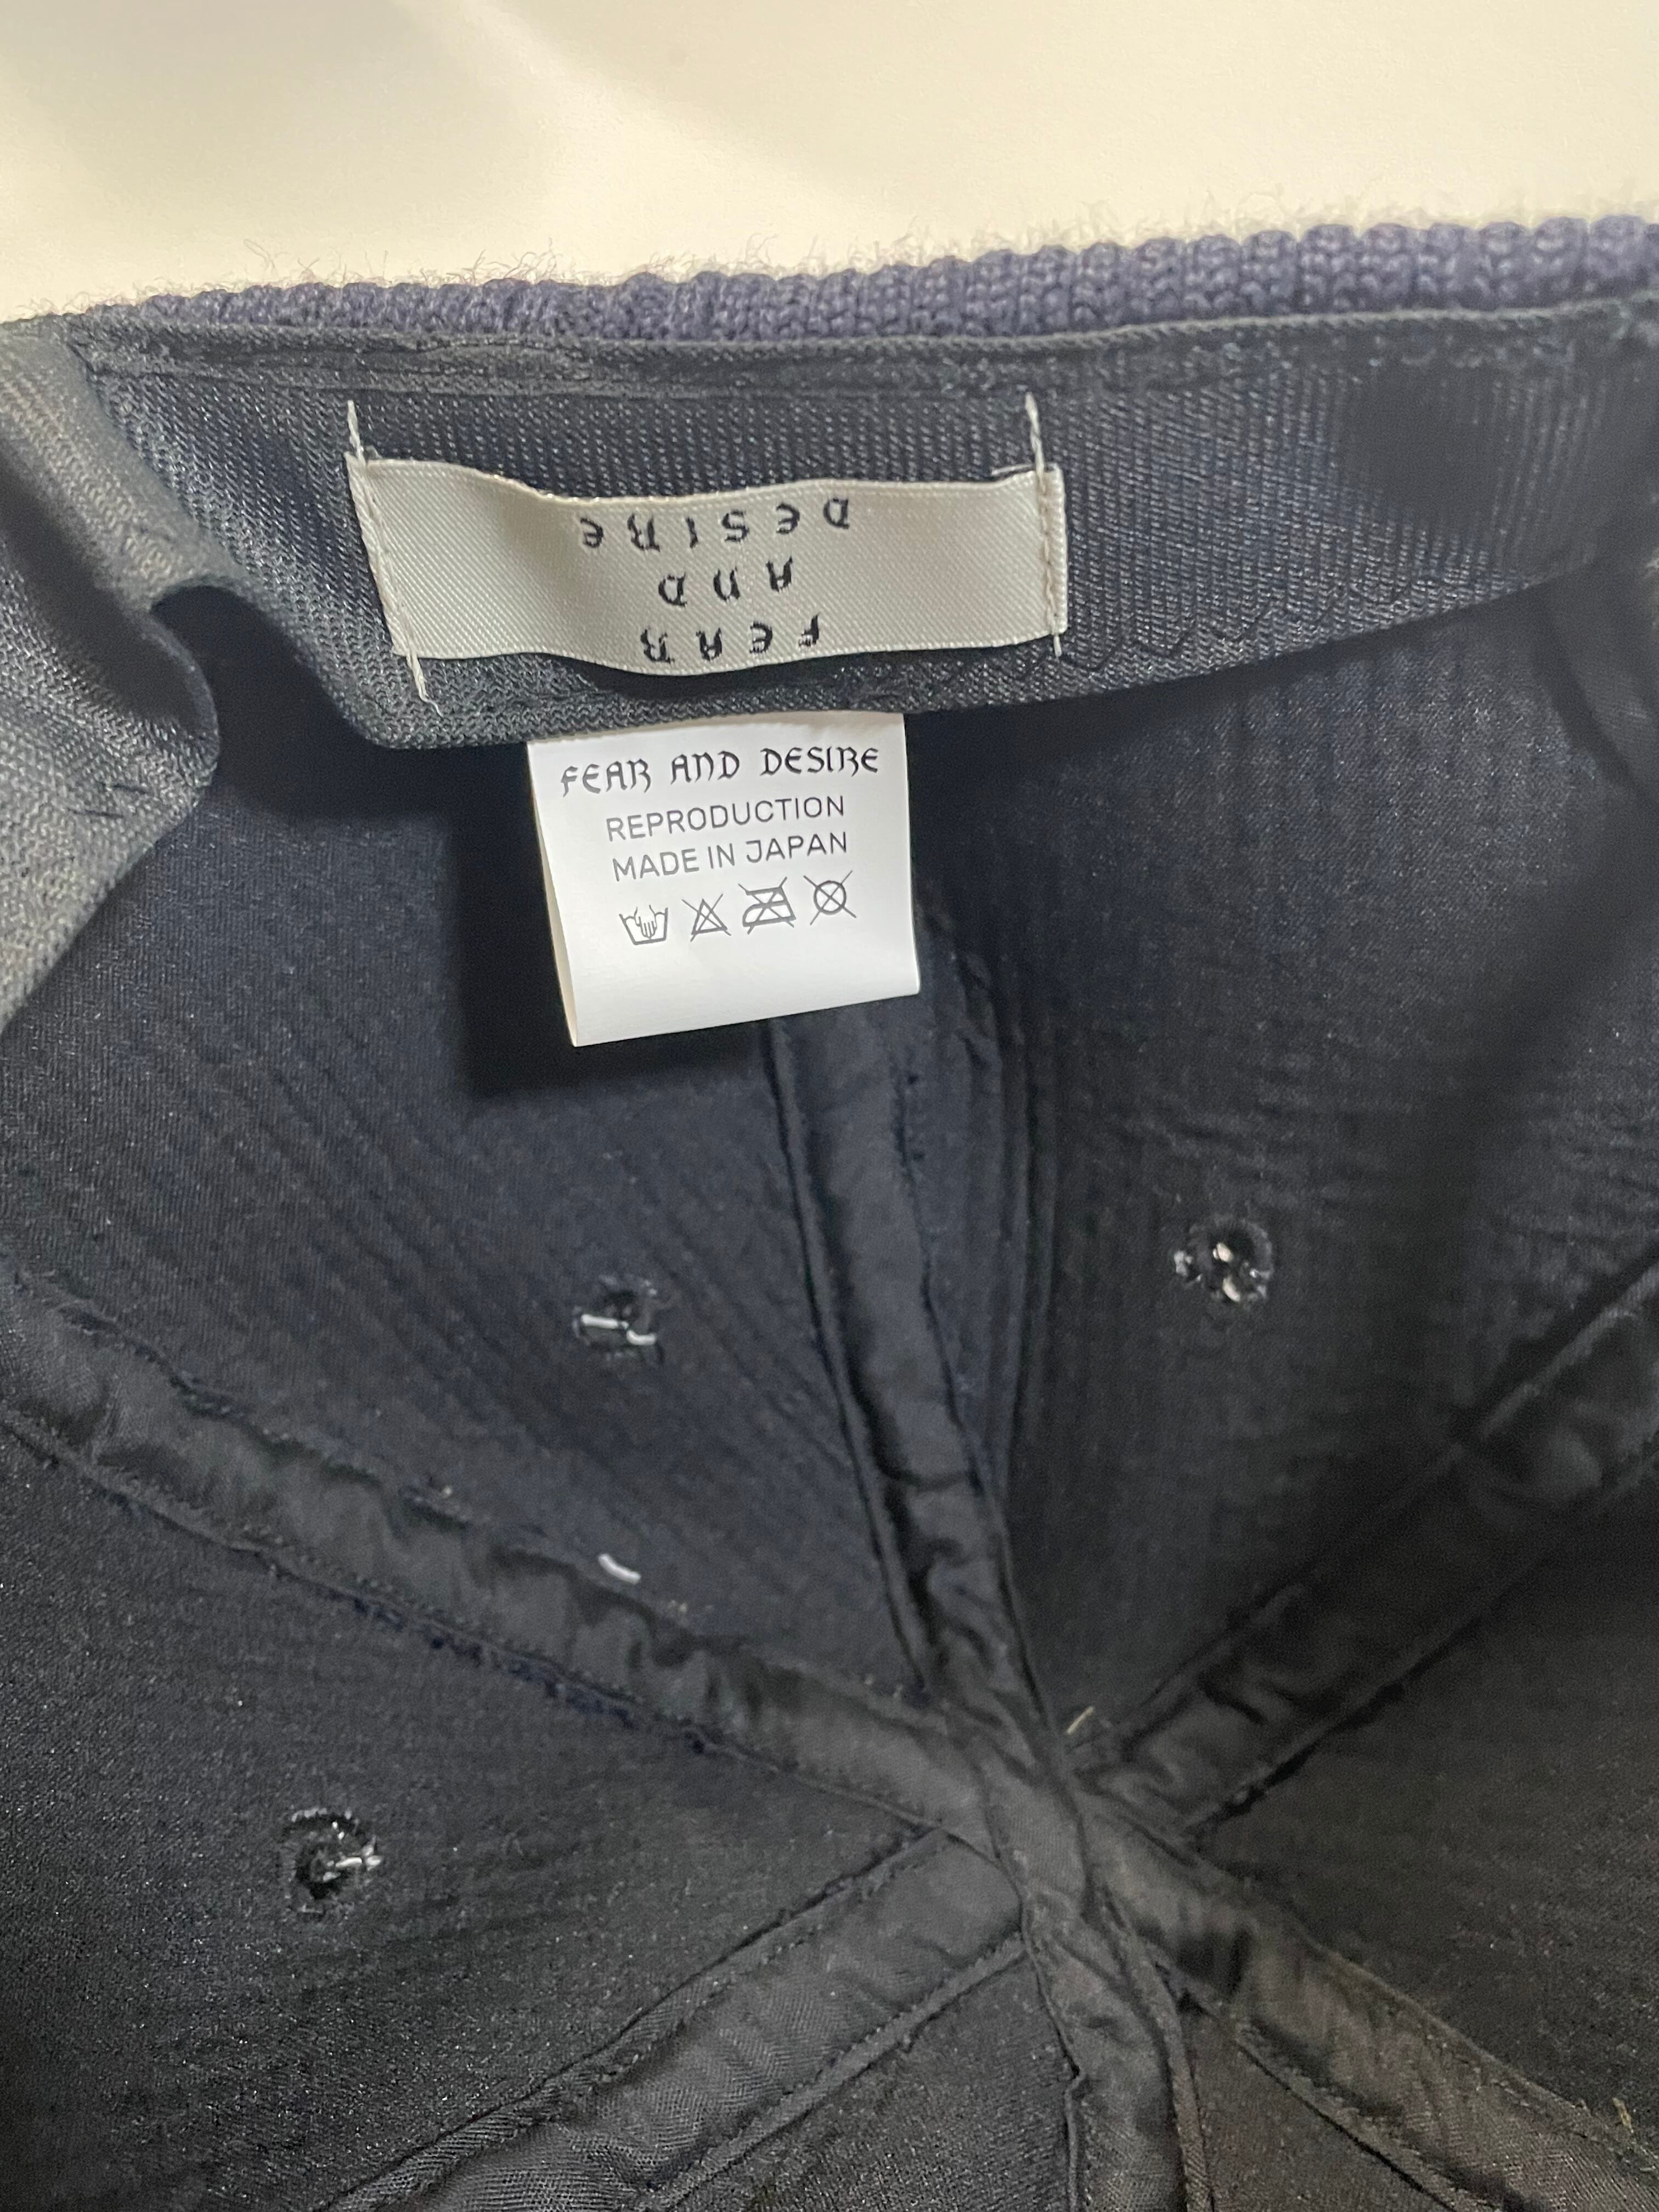 FEAR
AND
DESIRE
FEAR AND DESIRE
REPRODUCTION
MADE IN JAPAN